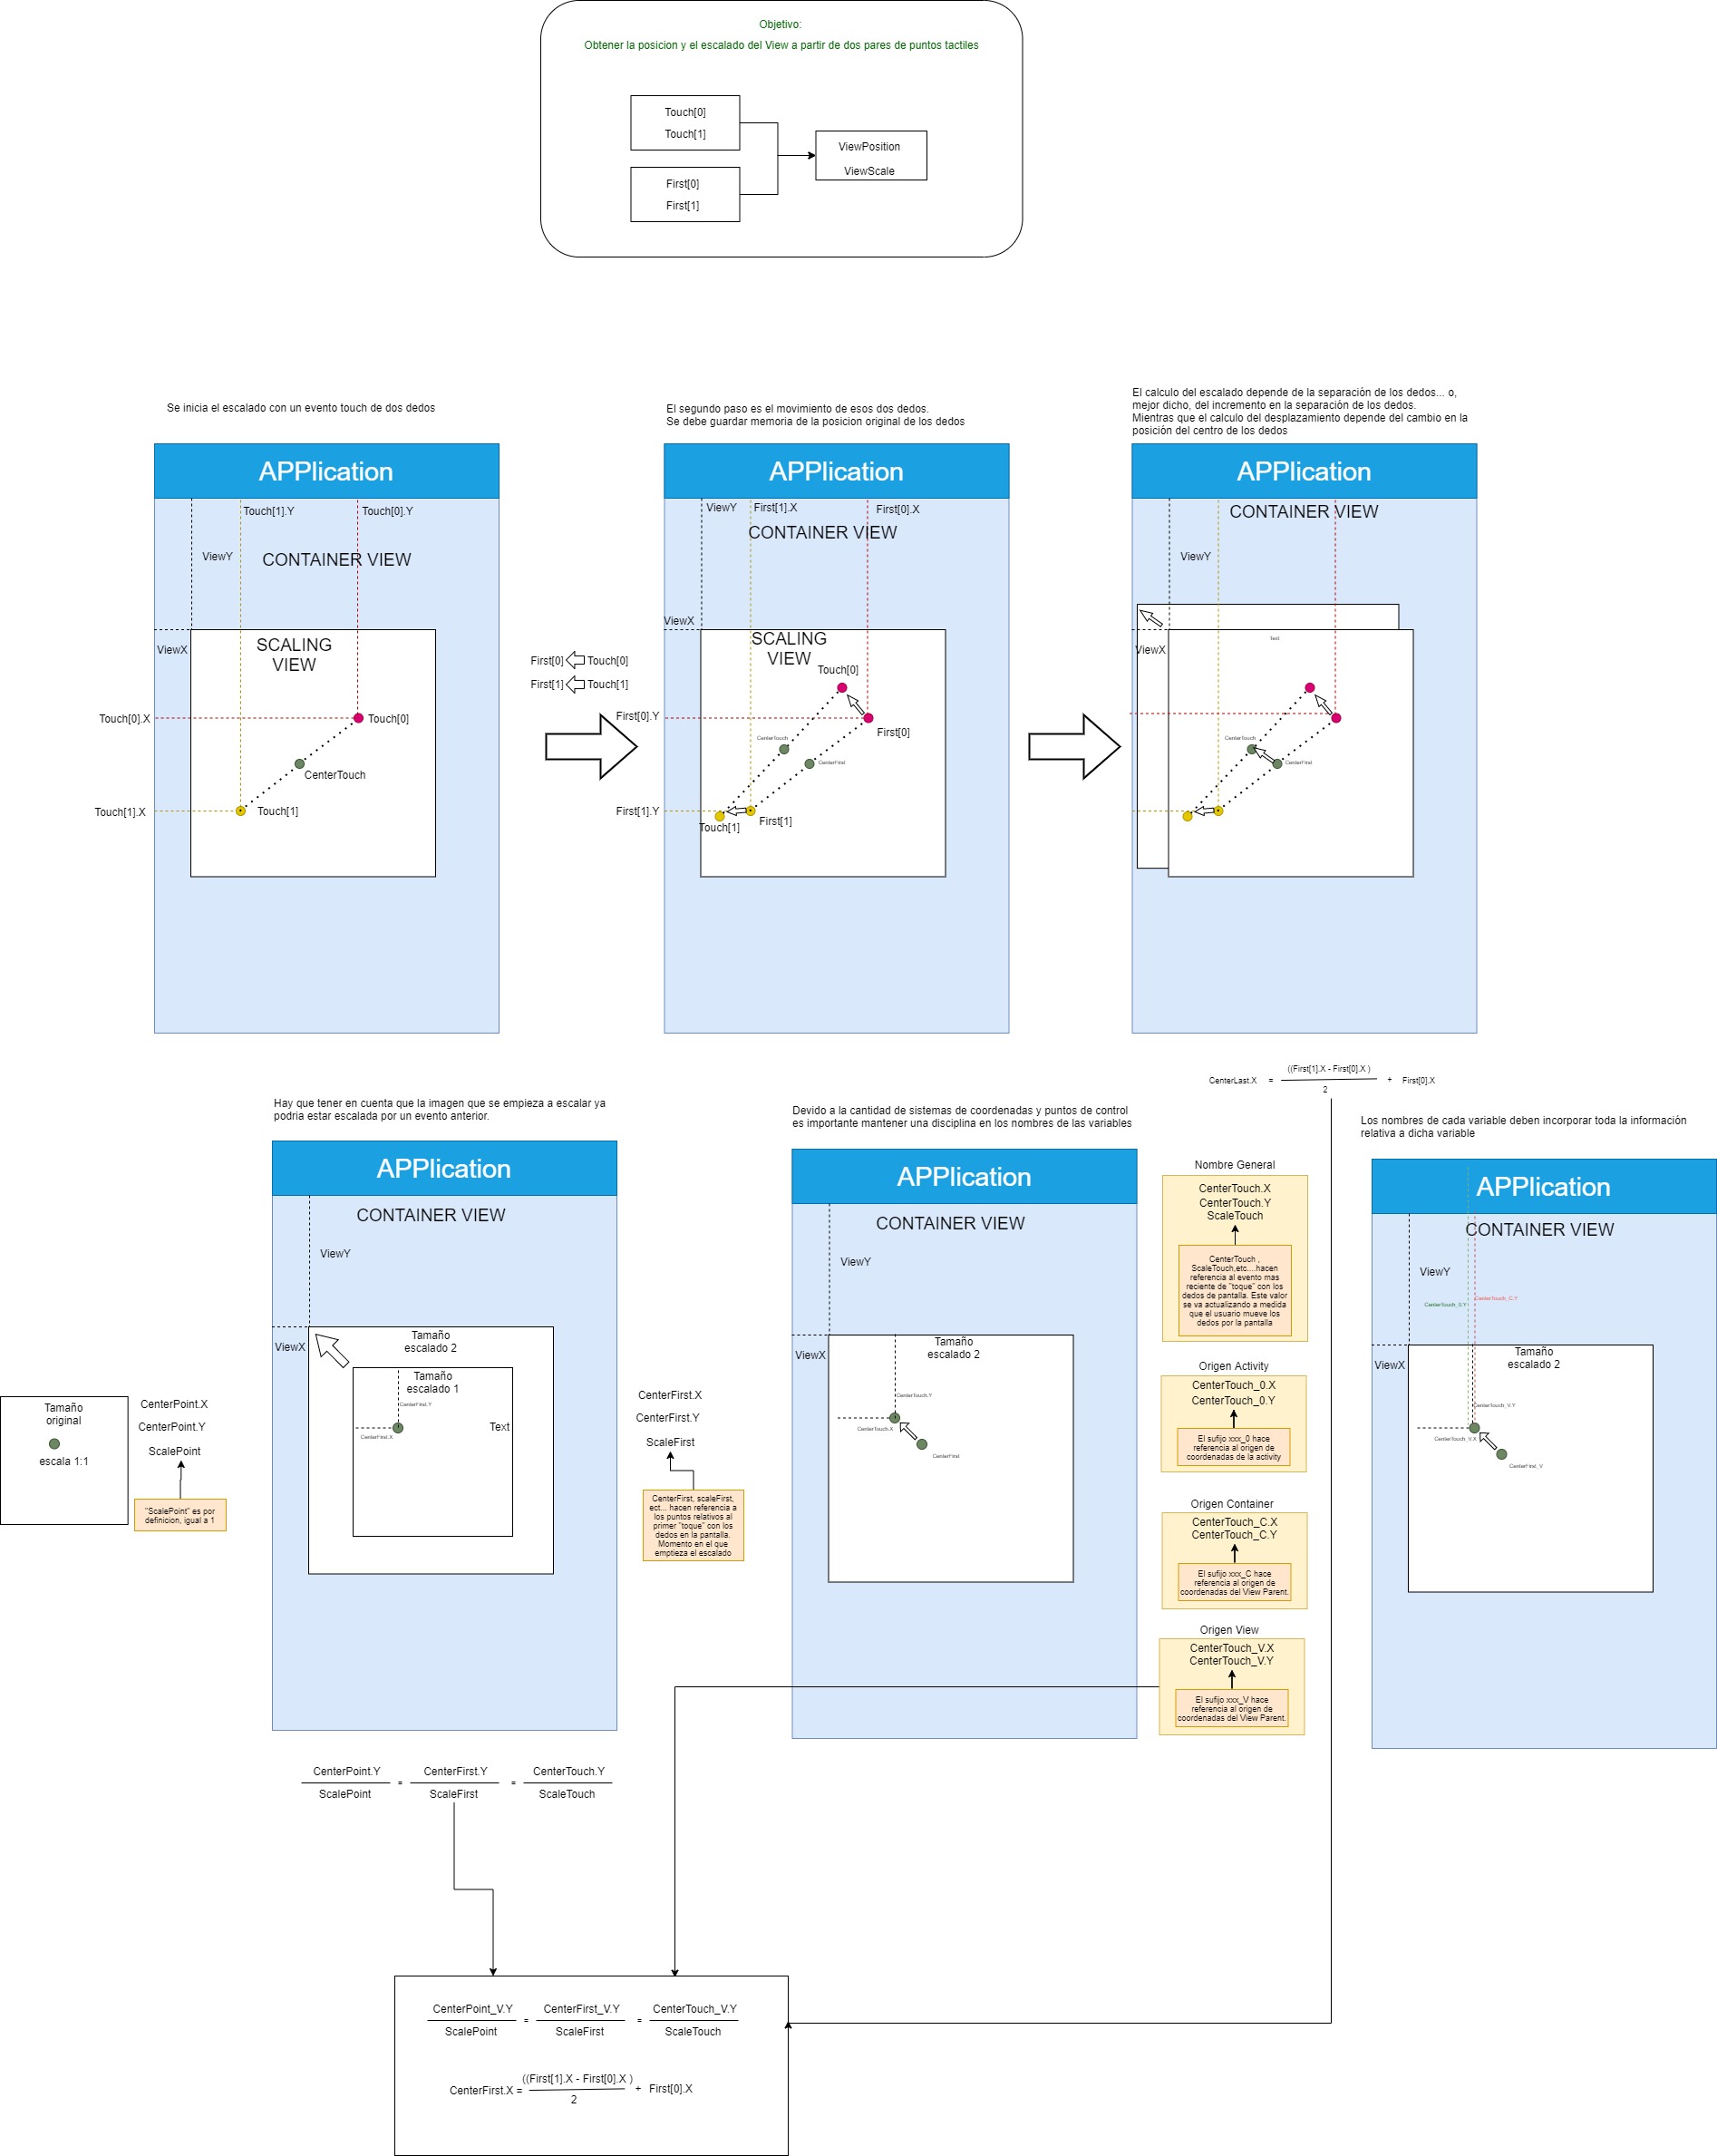 Objetivo:
Obtener la posicion y el escalado del View a partir de dos pares de puntos tactiles
Touch[0]
Touch[1]
First[0]
First[1]
ViewPosition
ViewScale
Se inicia el escalado con un evento touch de dos dedos
APPlication
Touch[1].Y
Touch[0].Y
ViewY
CONTAINER VIEW
ViewX
SCALING
VIEW
Touch[0].X
Touch[0]
CenterTouch
Touch[1].X
Touch[1]
First[0]
Touch[0]
First[1]
Touch[1]
El segundo paso es el movimiento de esos dos dedos.
Se debe guardar memoria de la posicion original de los dedos
APPlication
ViewY
First[1].X
First[0].X
CONTAINER VIEW
ViewX
SCALING
VIEW
Touch[0]
First[0].Y
First[0]
CenterTouch
CenterFirst
First[1].Y
First[1]
Touch[1]
El calculo del escalado depende de la separación de los dedos... o,
mejor dicho, del incremento en la separación de los dedos.
Mientras que el calculo del desplazamiento depende del cambio en la
posición del centro de los dedos
APPlication
CONTAINER VIEW
ViewY
Text
ViewX
CenterTouch
CenterFirst
CenterLast.X = ((First[1].X - First[0].X ) + First[0].X
2
Hay que tener en cuenta que la imagen que se empieza a escalar ya
podria estar escalada por un evento anterior.
APPlication
CONTAINER VIEW
ViewY
ViewX
Tamaño
escalado 2
Tamaño
escalado 1
CenterFirst.Y
CenterFirst.X
Text
Tamaño
original
escala 1:1
CenterPoint.X
CenterPoint.Y
ScalePoint
"ScalePoint" es por
definicion, igual a 1
CenterFirst.X
CenterFirst.Y
ScaleFirst
CenterFirst, scaleFirst,
ect... hacen referencia a
los puntos relativos al
primer "toque" con los
dedos en la pantalla.
Momento en el que
emptieza el escalado
Devido a la cantidad de sistemas de coordenadas y puntos de control
es importante mantener una disciplina en los nombres de las variables
APPlication
CONTAINER VIEW
ViewY
ViewX
Tamaño
escalado 2
CenterTouch.Y
CenterTouch.X
CenterFirst
Nombre General
CenterTouch.X
CenterTouch.Y
ScaleTouch
CenterTouch ,
ScaleTouch,etc....hacen
referencia al evento mas
reciente de "toque" con los
dedos de pantalla. Este valor
se va actualizando a medida
que el usuario mueve los
dedos por la pantalla
Origen Activity
CenterTouch_0.X
CenterTouch_0.Y
El sufijo xxx_0 hace
referencia al origen de
coordenadas de la activity
Origen Container
CenterTouch_C.X
CenterTouch_C.Y
El sufijo xxx_C hace
referencia al origen de
coordenadas del View Parent.
Origen View
CenterTouch_V.X
CenterTouch_V.Y
El sufijo xxx_V hace
referencia al origen de
coordenadas del View Parent.
Los nombres de cada variable deben incorporar toda la información
relativa a dicha variable
APPlication
CONTAINER VIEW
ViewY
CenterTouch_0.Y
CenterTouch_C.Y
ViewX
Tamaño
escalado 2
CenterTouch_V.Y
CenterTouch_V.X
CenterFirst_V
CenterPoint.Y = CenterFirst.Y = CenterTouch.Y
ScalePoint ScaleFirst ScaleTouch
CenterPoint_V.Y = CenterFirst_V.Y = CenterTouch_V.Y
ScalePoint ScaleFirst ScaleTouch
CenterFirst.X = ((First[1].X - First[0].X ) + First[0].X
2